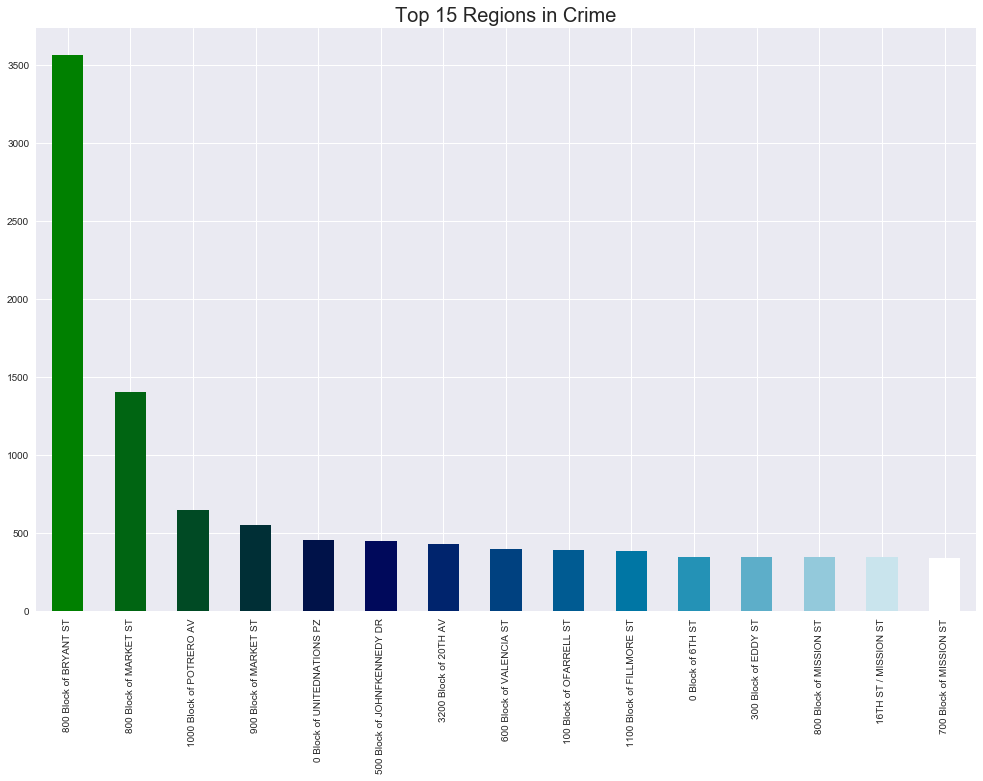 Top 15 Regions in Crime
3500
3000
2500
2000
1500
1000
500
0
800 Block of BRYANT ST
800 Block of MARKET ST
1000 Block of POTRERO AV
900 Block of MARKET ST
0 Block of UNITEDNATIONS PZ
500 Block of JOHNFKENNEDY DR
3200 Block of 20TH AV
600 Block of VALENCIA ST
100 Block of OFARRELL ST
1100 Block of FILLMORE ST
0 Block of 6TH ST
300 Block of EDDY ST
800 Block of MISSION ST
16TH ST / MISSION ST
700 Block of MISSION ST